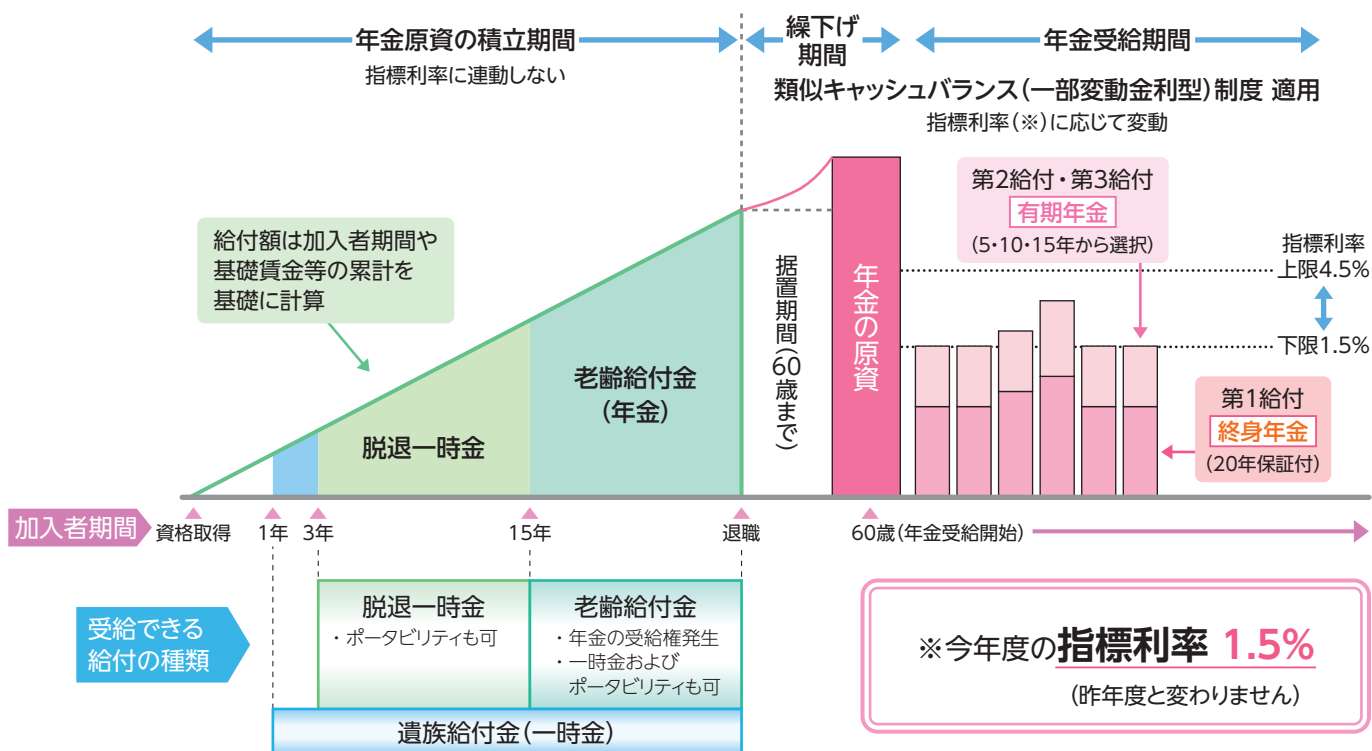 年金原資の積立期間
指標利率に連動しない
繰下げ
期間
年金受給期間
類似キャッシュバランス(一部変動金利型)制度 適用
指標利率(※)に応じて変動
給付額は加入者期間や
基礎賃金等の累計を
基礎に計算
第2給付・第3給付
有期年金
(5・10・15年から選択)
指標利率
上限4.5%
下限1.5%
脱退一時金
老齢給付金
(年金)
据置期間(60歳まで)
年金の原資
第1給付
終身年金
(20年保証付)
加入者期間
資格取得
1年
3年
15年
退職
60歳(年金受給開始)
受給できる
給付の種類
脱退一時金
・ポータビリティも可
老齢給付金
・年金の受給権発生
・一時金および
ポータビリティも可
遺族給付金(一時金)
※今年度の指標利率 1.5%
(昨年度と変わりません)